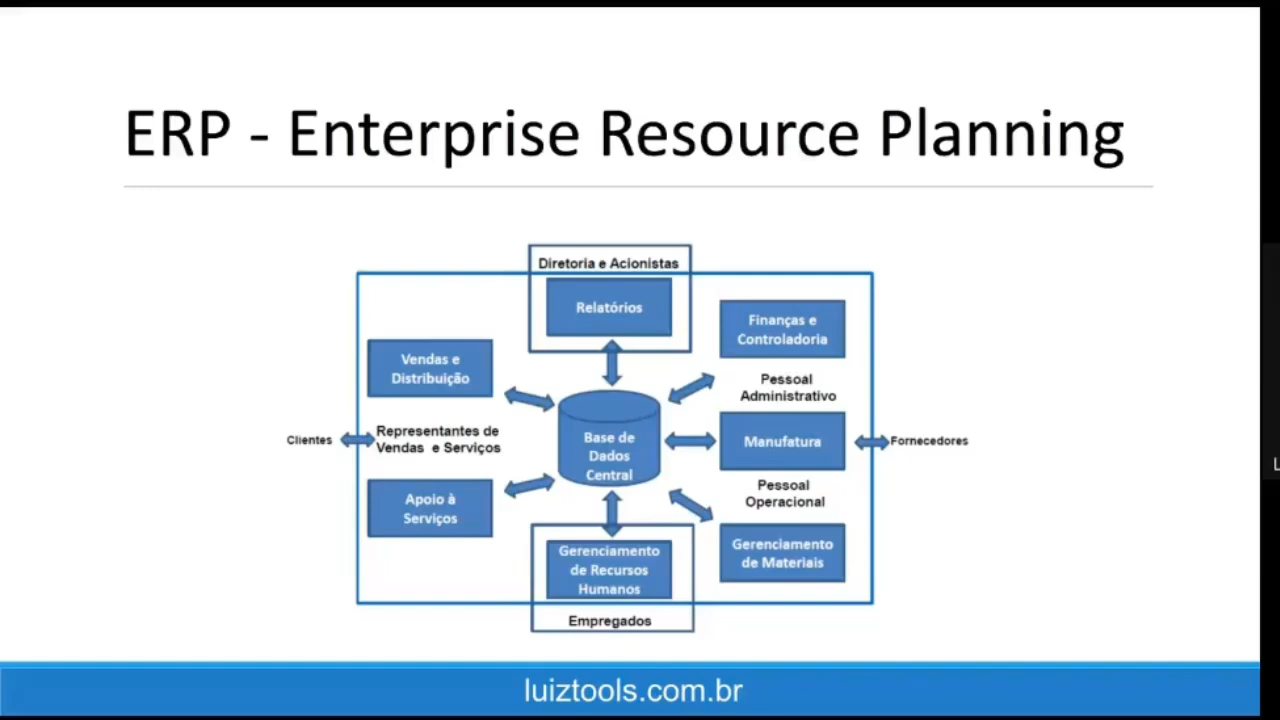 ERP - Enterprise Resource Planning
Diretoria e Acionistas
Relatórios
Finanças e
Controladoria
Vendas e
Distribuição
Pessoal
Administrativo
Clientes
Representantes de
Vendas e Serviços
Base de
Dados
Central
Manufatura
Fornecedores
Pessoal
Operacional
Apoio à
Serviços
Gerenciamento
de Recursos
Humanos
Gerenciamento
de Materiais
Empregados
luiztools.com.br